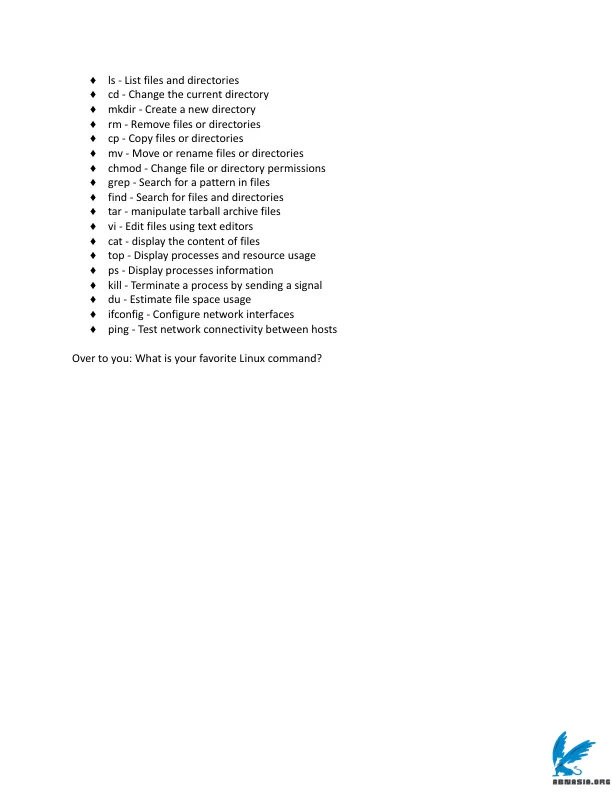 ♦ ls - List files and directories
♦ cd - Change the current directory
♦ mkdir - Create a new directory
♦ rm - Remove files or directories
♦ cp - Copy files or directories
♦ mv - Move or rename files or directories
♦ chmod - Change file or directory permissions
♦ grep - Search for a pattern in files
♦ find - Search for files and directories
♦ tar - manipulate tarball archive files
♦ vi - Edit files using text editors
♦ cat - display the content of files
♦ top - Display processes and resource usage
♦ ps - Display processes information
♦ kill - Terminate a process by sending a signal
♦ du - Estimate file space usage
♦ ifconfig - Configure network interfaces
♦ ping - Test network connectivity between hosts
Over to you: What is your favorite Linux command?
ABNASIA.ORG